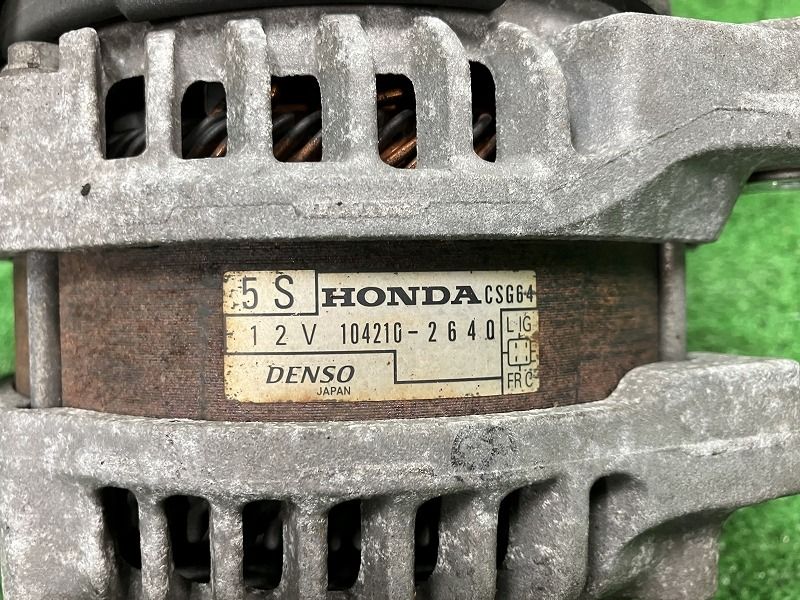 5S HONDA CSG64
12V 104210-2640 L IG
DENSO
JAPAN
FR C